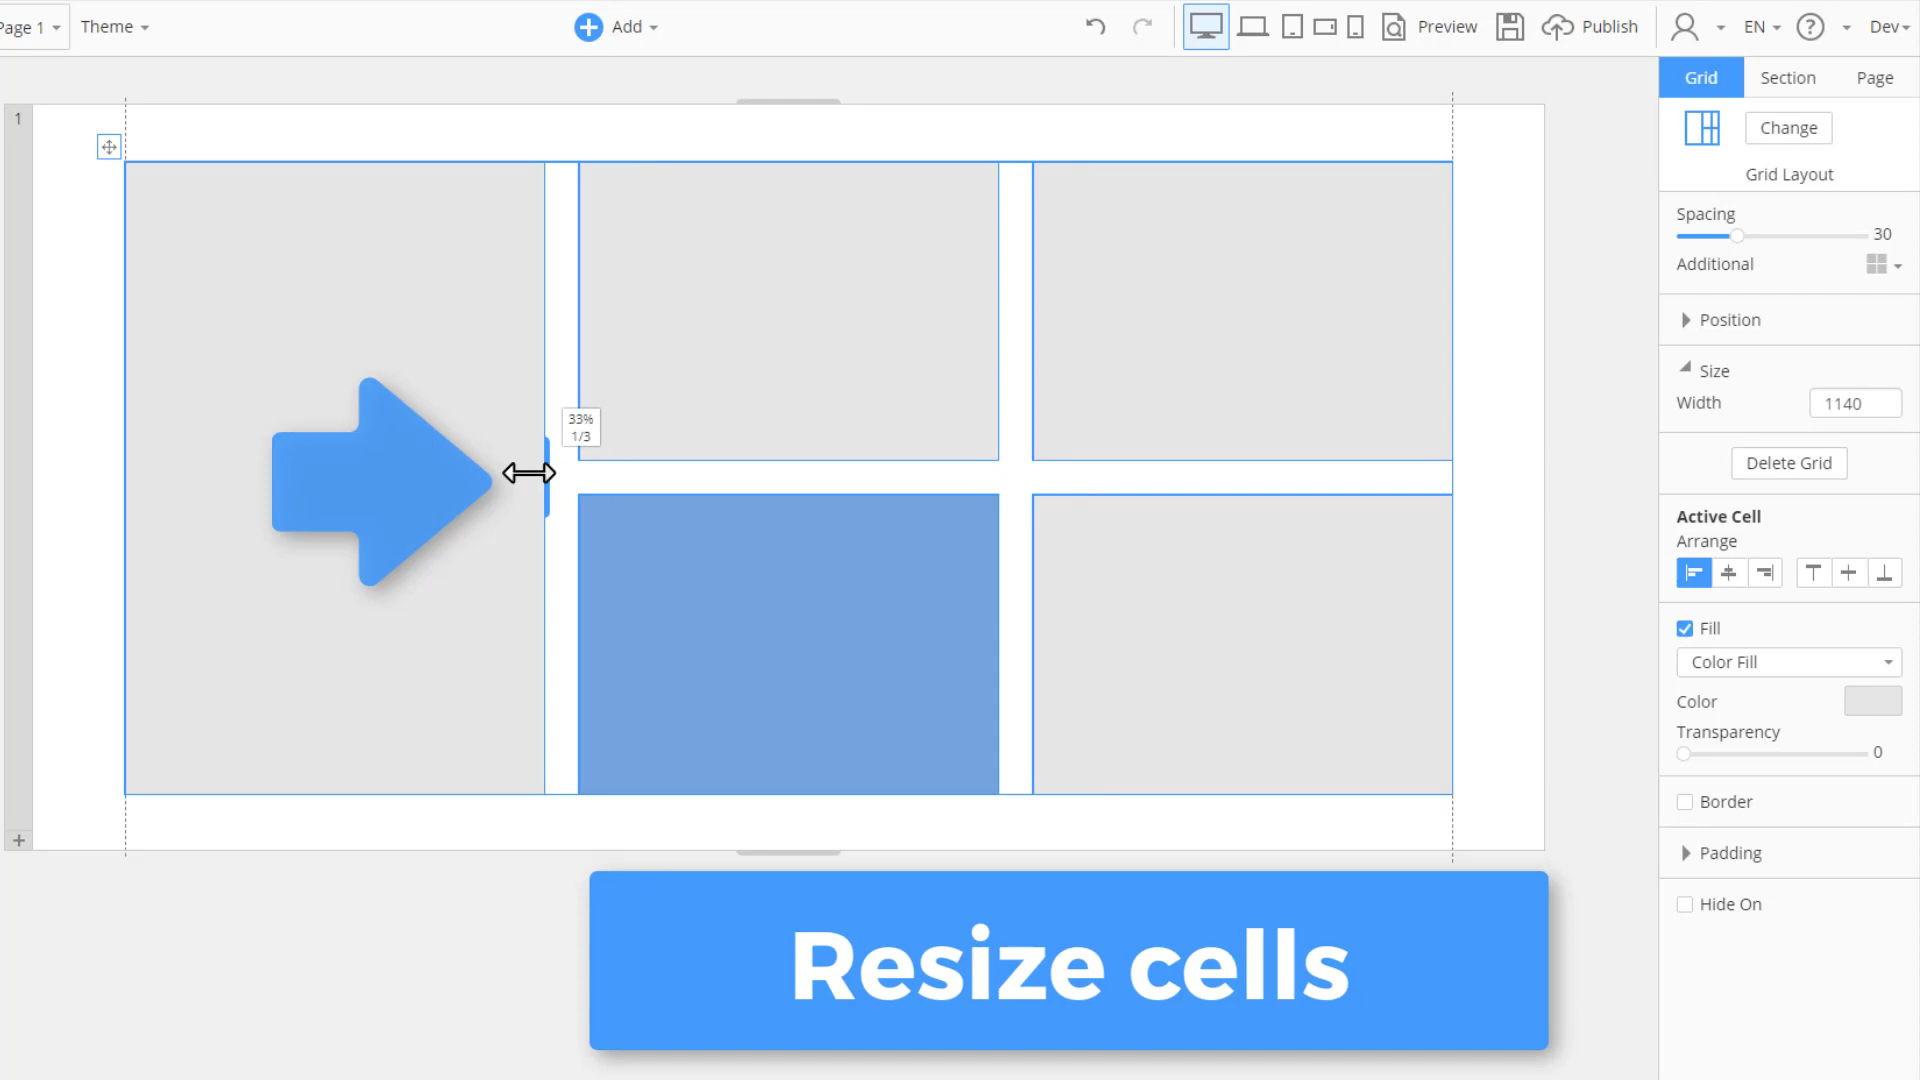 Page 1
Theme
Add
Preview
Publish
EN
Dev
Grid
Section
Page
1
Change
Grid Layout
Spacing
30
Additional
Position
Size
Width
1140
33%
1/3
Delete Grid
Active Cell
Arrange
Fill
Color Fill
Color
Transparency
0
Border
Padding
Hide On
Resize cells